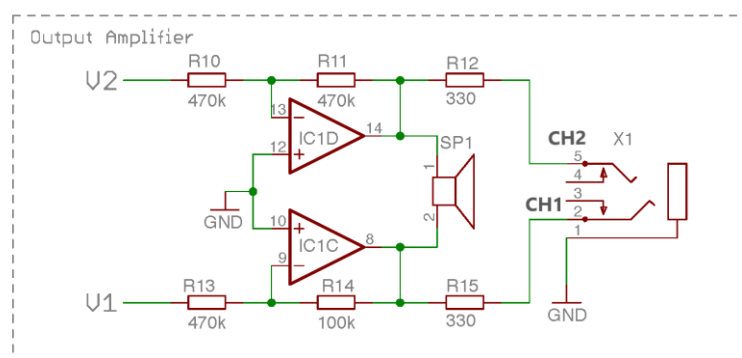 Output Amplifier
R10
R11
R12
V2
470k
470k
330
13
−
IC1D
14
12
+
SP1
1
2
CH2
X1
5
4
3
CH1
2
1
GND
10
+
IC1C
8
9
−
GND
R13
R14
R15
V1
470k
100k
330